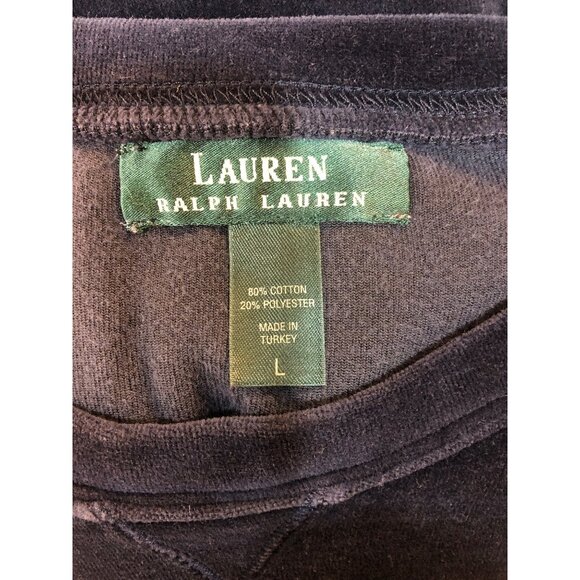 LAUREN
RALPH LAUREN
80% COTTON
20% POLYESTER
MADE IN
TURKEY
L